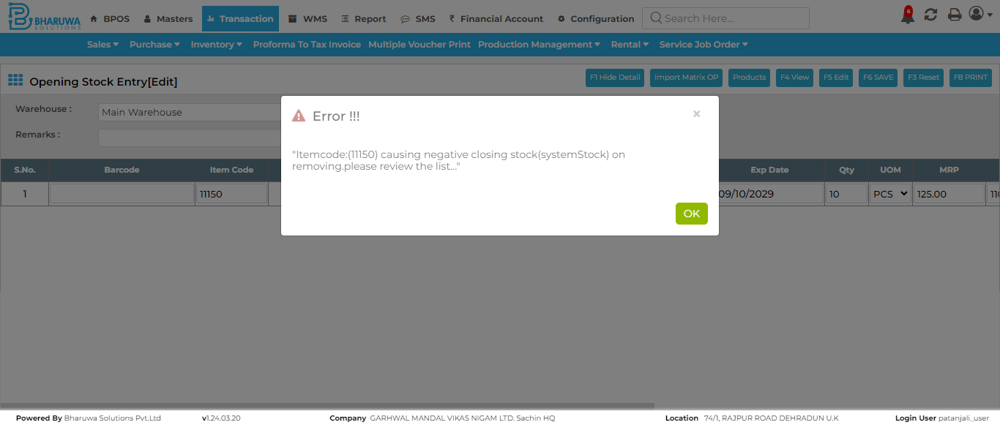 BHARUWA
SOLUTIONS
BPOS Masters Transaction WMS Report SMS ₹ Financial Account Configuration Search Here... 6
Sales Purchase Inventory Proforma To Tax Invoice Multiple Voucher Print Production Management Rental Service Job Order
Opening Stock Entry[Edit] F1 Hide Detail Import Matrix OP Products F4 View F5 Edit F6 SAVE F3 Reset F8 PRINT
Warehouse : Main Warehouse
Remarks :
Error !!! ×
"Itemcode:(11150) causing negative closing stock(systemStock) on
removing.please review the list..."
OK
S.No. Barcode Item Code Exp Date Qty UOM MRP
1 11150 09/10/2029 10 PCS 125.00
Powered By Bharuwa Solutions Pvt.Ltd v1.24.03.20 Company GARHWAL MANDAL VIKAS NIGAM LTD. Sachin HQ Location 74/1, RAJPUR ROAD DEHRADUN U.K Login User patanjali_user